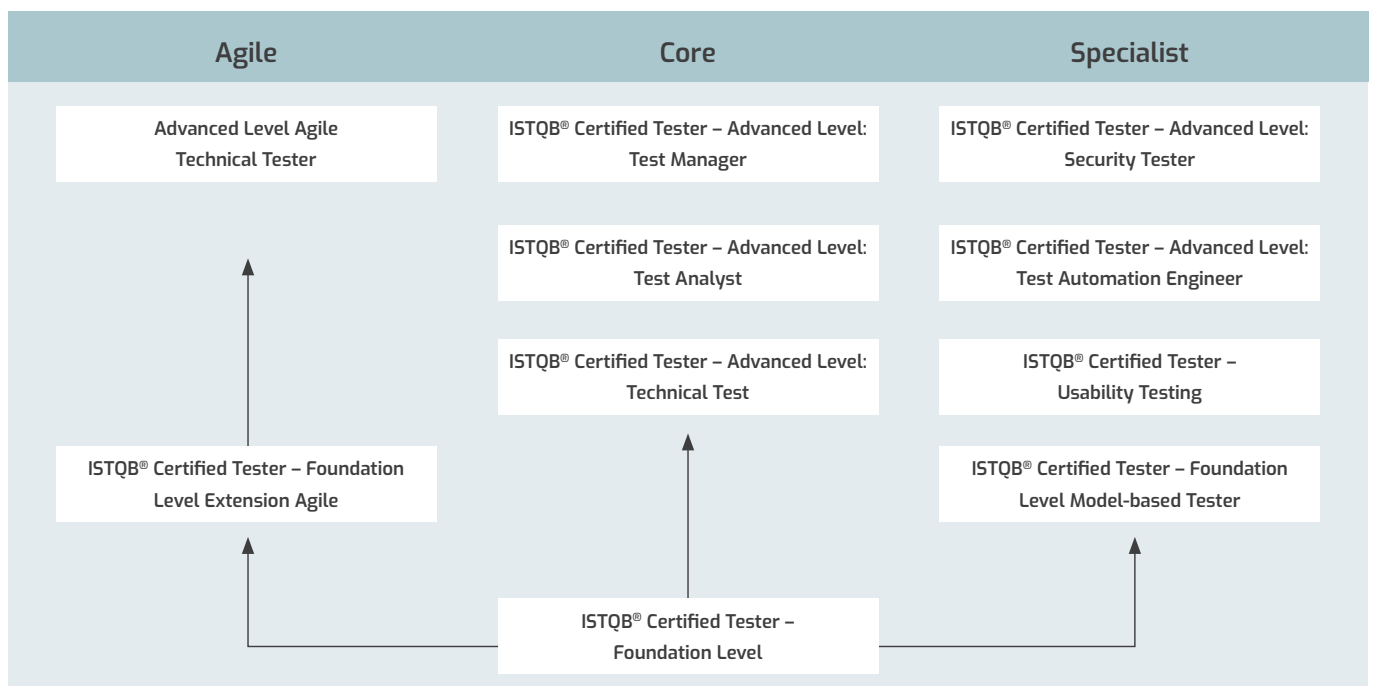 Agile
Core
Specialist
Advanced Level Agile
Technical Tester
ISTQB® Certified Tester – Advanced Level:
Test Manager
ISTQB® Certified Tester – Advanced Level:
Security Tester
ISTQB® Certified Tester – Advanced Level:
Test Analyst
ISTQB® Certified Tester – Advanced Level:
Test Automation Engineer
ISTQB® Certified Tester – Advanced Level:
Technical Test
ISTQB® Certified Tester –
Usability Testing
ISTQB® Certified Tester – Foundation
Level Extension Agile
ISTQB® Certified Tester – Foundation
Level Model-based Tester
ISTQB® Certified Tester –
Foundation Level